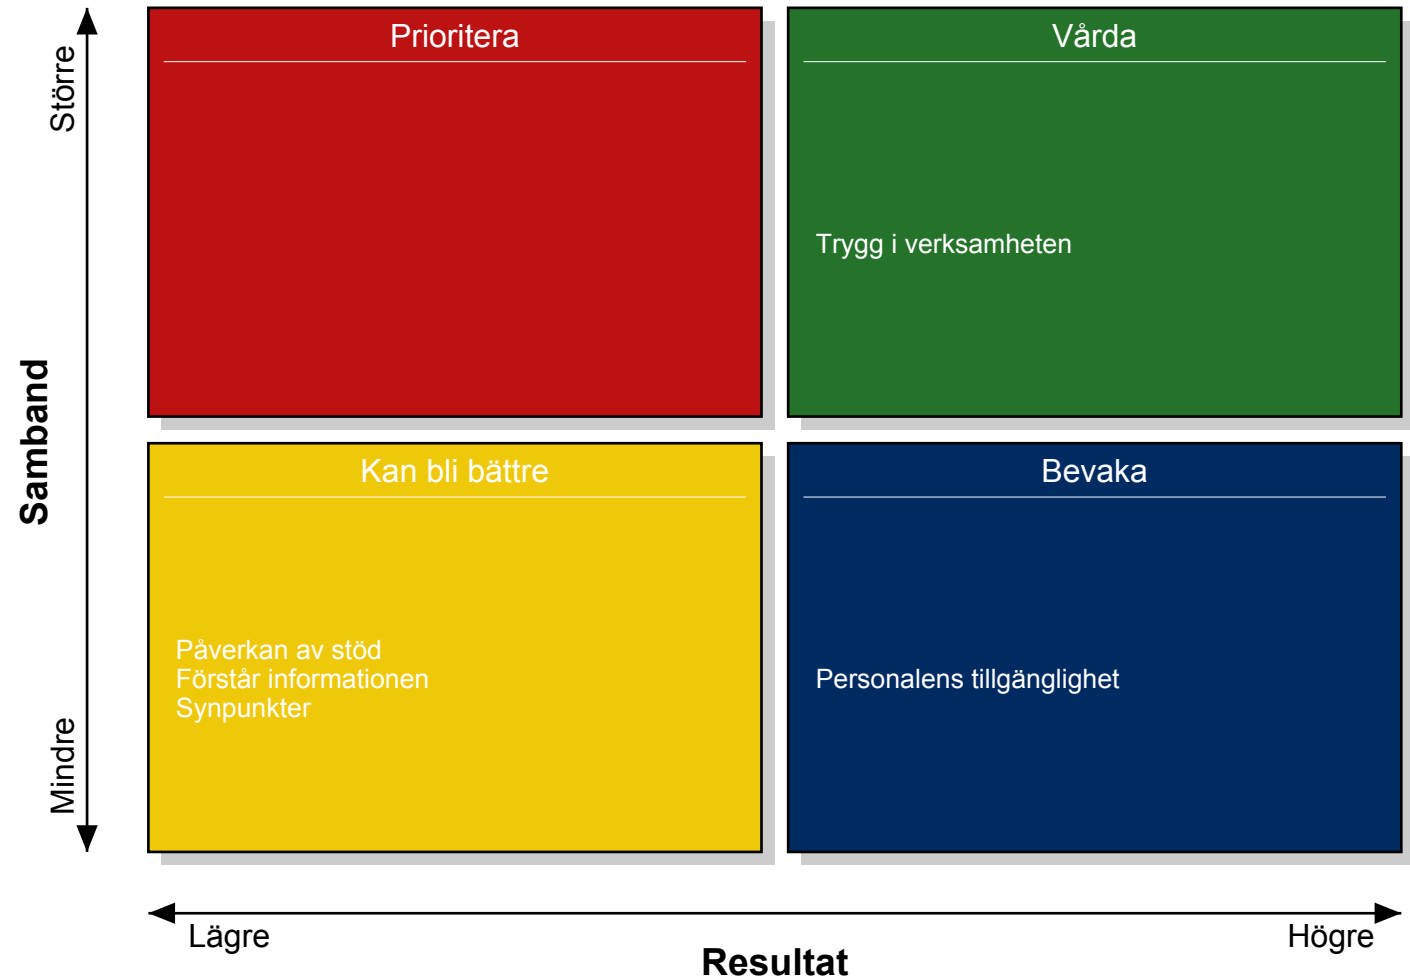 Prioritera
Vårda
Större
Trygg i verksamheten
Samband
Kan bli bättre
Bevaka
Påverkan av stöd
Förstår informationen
Synpunkter
Personalens tillgänglighet
Mindre
Lägre
Högre
Resultat